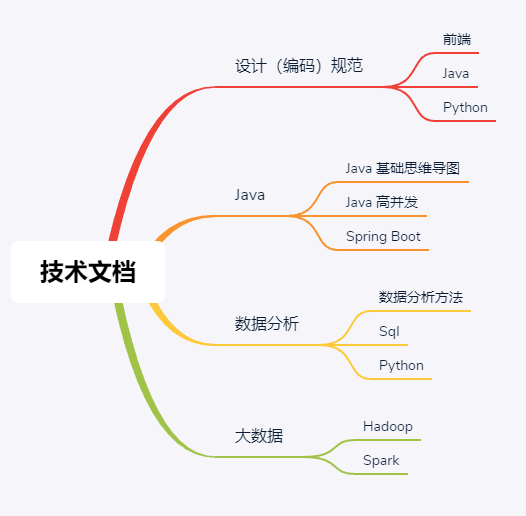 技术文档
设计（编码）规范
前端
Java
Python
Java
Java 基础思维导图
Java 高并发
Spring Boot
数据分析
数据分析方法
Sql
Python
大数据
Hadoop
Spark